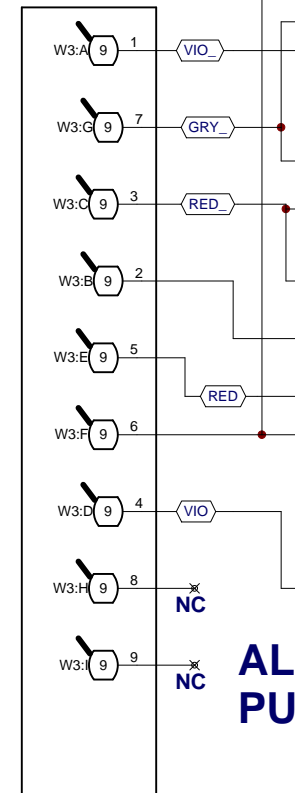 W3:A 9 1 VIO_
W3:G 9 7 GRY_
W3:C 9 3 RED_
W3:B 9 2
W3:E 9 5
RED
W3:F 9 6
W3:D 9 4 VIO
W3:H 9 8
NC
W3:I 9 9
NC
AL
PU